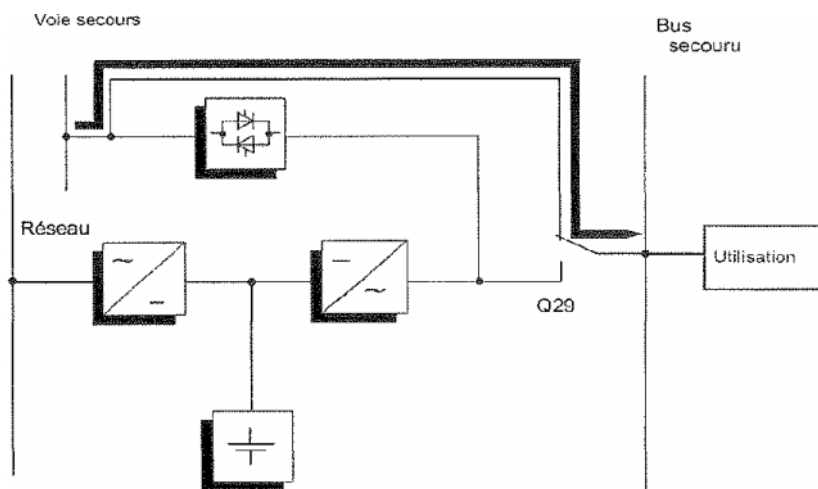 Voie secours
Bus
secouru
Réseau
Utilisation
Q29